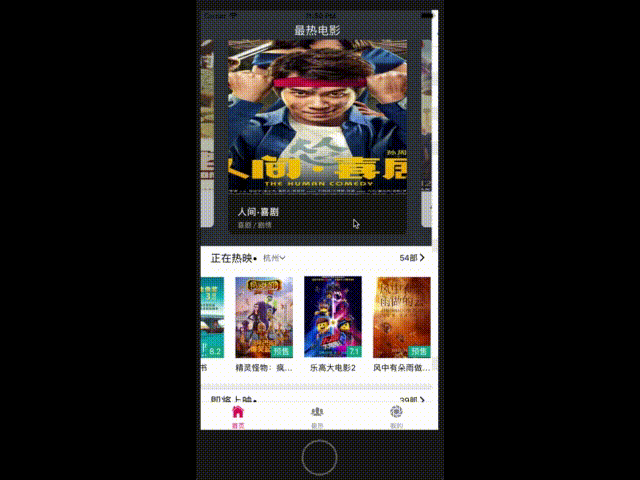 最热电影
人间·喜剧
THE HUMAN COMEDY
人间·喜剧
喜剧 / 剧情
正在热映• 杭州
54部
8.2
预售
7.1
预售
书
精灵怪物：疯...
乐高大电影2
风中有朵雨做...
即将上映•
39部
首页
我的